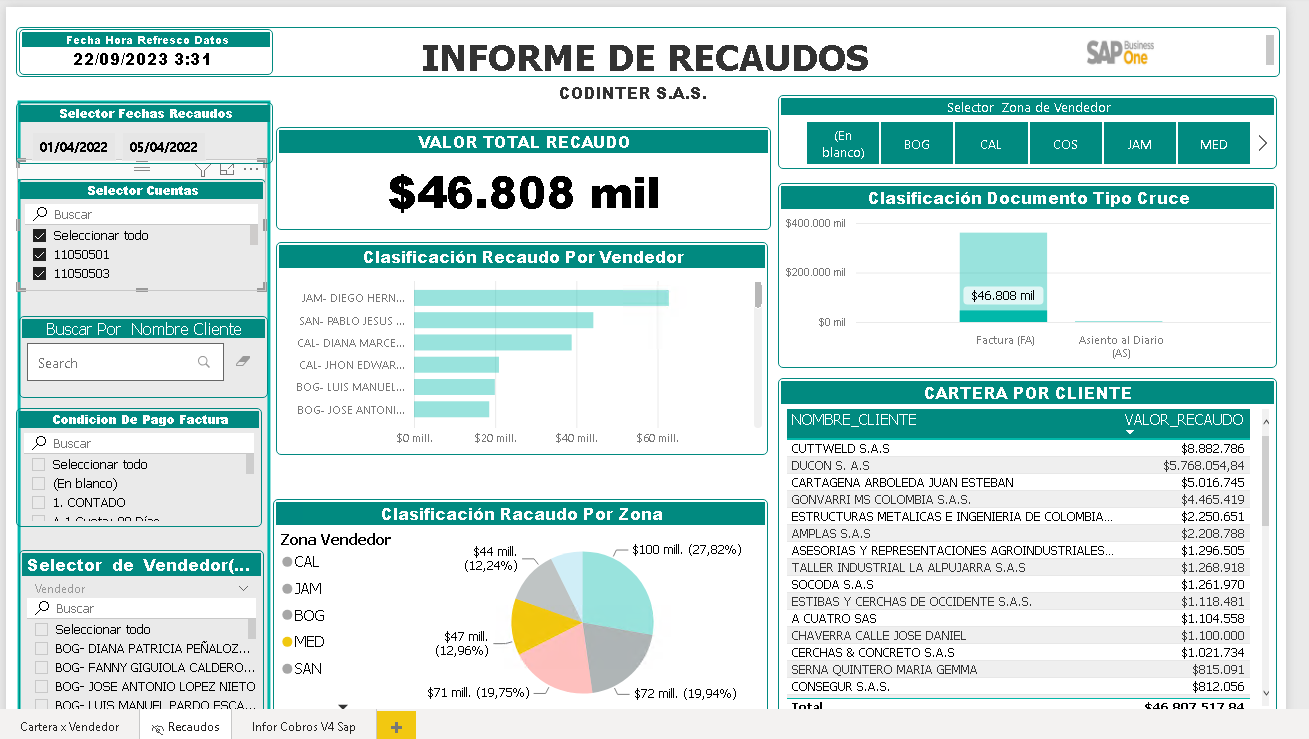 Fecha Hora Refresco Datos
22/09/2023 3:31
INFORME DE RECAUDOS
SAP Business One
CODINTER S.A.S.
Selector Fechas Recaudos
01/04/2022 05/04/2022
Selector Cuentas
Buscar
Seleccionar todo
11050501
11050503
Buscar Por Nombre Cliente
Search
Condicion De Pago Factura
Buscar
Seleccionar todo
(En blanco)
1. CONTADO
Selector de Vendedor(...
Vendedor
Buscar
Seleccionar todo
BOG- DIANA PATRICIA PEÑALOZ...
BOG- FANNY GIGUIOLA CALDERO...
BOG- JOSE ANTONIO LOPEZ NIETO
BOG- LUIS MANUEL PARDO ESCA...
VALOR TOTAL RECAUDO
$46.808 mil
Clasificación Recaudo Por Vendedor
JAM- DIEGO HERN...
SAN- PABLO JESUS ...
CAL- DIANA MARCE...
CAL- JHON EDWAR...
BOG- LUIS MANUEL...
BOG- JOSE ANTONI...
$0 mill. $20 mill. $40 mill. $60 mill.
Clasificación Racaudo Por Zona
Zona Vendedor
CAL
JAM
BOG
MED
SAN
$100 mill. (27,82%)
$72 mill. (19,94%)
$71 mill. (19,75%)
$47 mill.
(12,96%)
$44 mill.
(12,24%)
Selector Zona de Vendedor
(En blanco) BOG CAL COS JAM MED
Clasificación Documento Tipo Cruce
$400.000 mil
$200.000 mil
$0 mil
$46.808 mil
Factura (FA)
Asiento al Diario
(AS)
CARTERA POR CLIENTE
NOMBRE_CLIENTE VALOR_RECAUDO
CUTTWELD S.A.S $8.882.786
DUCON S. A.S $5.768.054,84
CARTAGENA ARBOLEDA JUAN ESTEBAN $5.016.745
GONVARRI MS COLOMBIA S.A.S. $4.465.419
ESTRUCTURAS METALICAS E INGENIERIA DE COLOMBIA... $2.250.651
AMPLAS S.A.S $2.208.788
ASESORIAS Y REPRESENTACIONES AGROINDUSTRIALES... $1.296.505
TALLER INDUSTRIAL LA ALPUJARRA S.A.S $1.268.918
SOCODA S.A.S $1.261.970
ESTIBAS Y CERCHAS DE OCCIDENTE S.A.S. $1.118.481
A CUATRO SAS $1.104.558
CHAVERRA CALLE JOSE DANIEL $1.100.000
CERCHAS & CONCRETO S.A.S $1.021.734
SERNA QUINTERO MARIA GEMMA $815.091
CONSEGUR S.A.S. $812.056
Total $46.807.517,84
Cartera x Vendedor Recaudos Infor Cobros V4 Sap